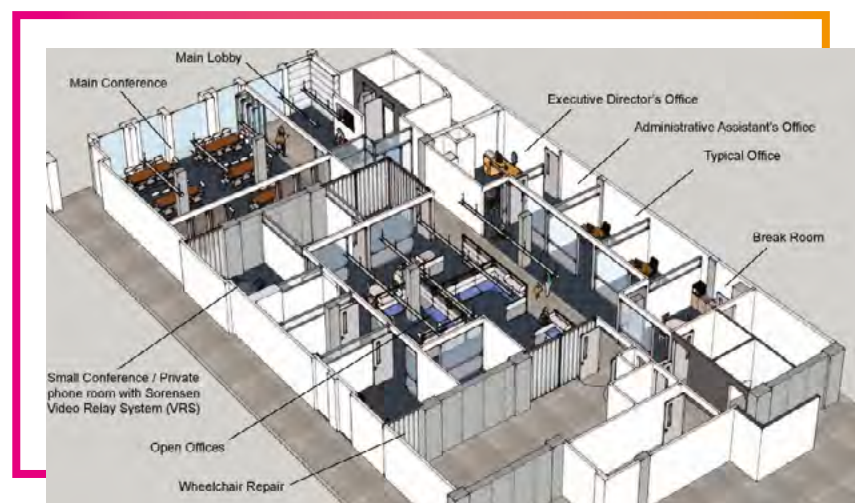 Main Lobby
Main Conference
Executive Director's Office
Administrative Assistant's Office
Typical Office
Break Room
Small Conference / Private
phone room with Sorensen
Video Relay System (VRS)
Open Offices
Wheelchair Repair